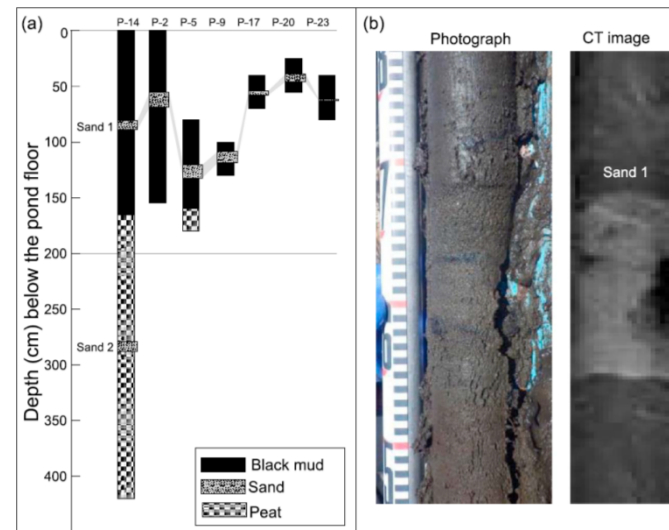 (a)
P-14 P-2 P-5 P-9 P-17 P-20 P-23
0
50
100
150
200
250
300
350
400
Depth (cm) below the pond floor
Sand 1
Sand 2
Black mud
Sand
Peat
(b)
Photograph
CT image
Sand 1